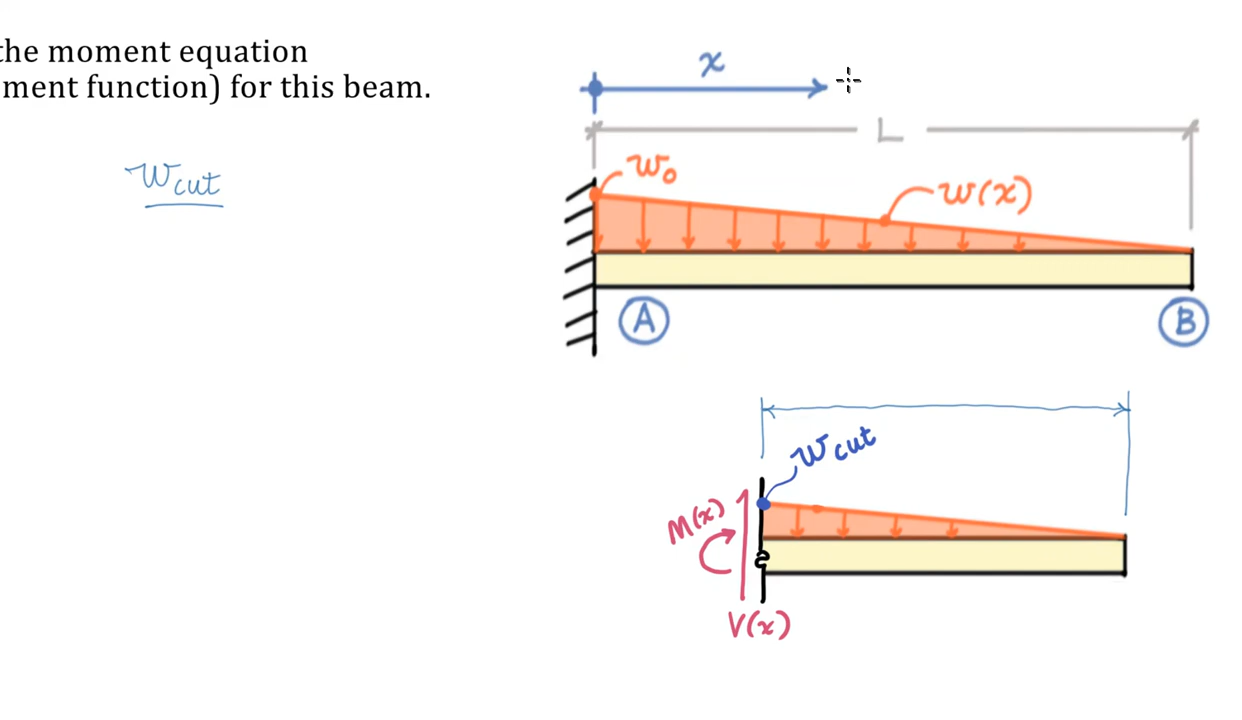 the moment equation
ment function) for this beam.
w_cut
x
L
w₀
w(x)
A
B
w_cut
M(x)
V(x)